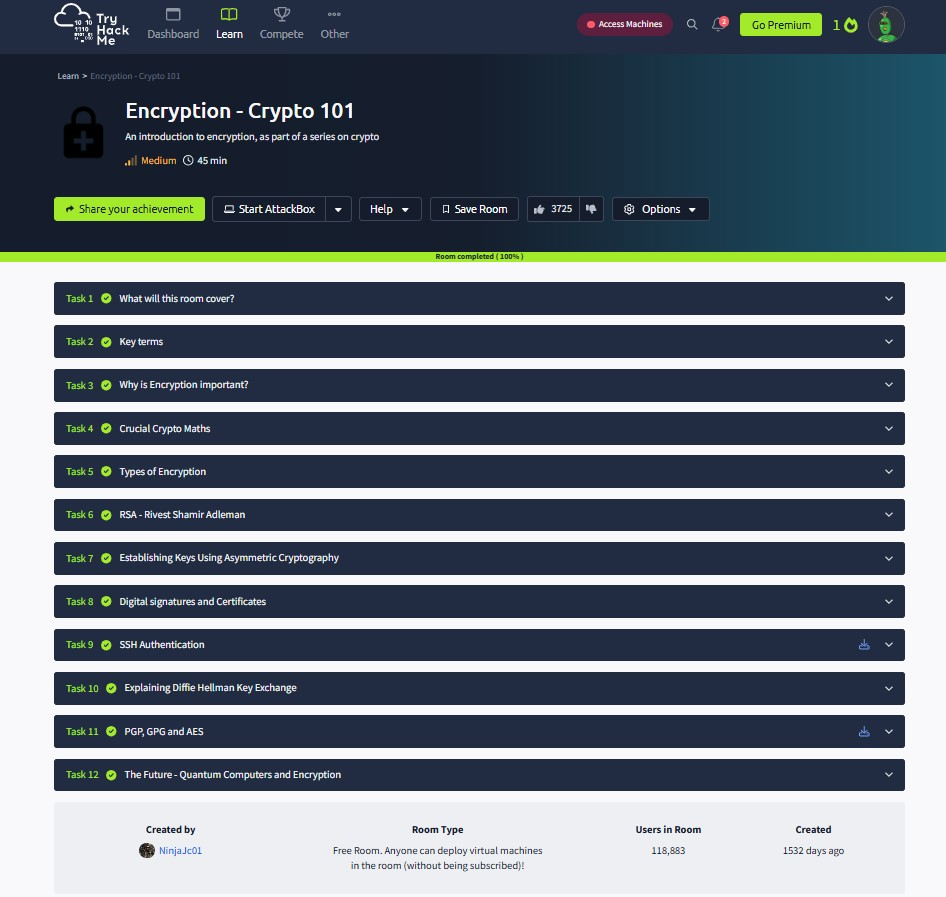 Try
Hack
Me
Dashboard
Learn
Compete
Other
Access Machines
2
Go Premium
1
Learn > Encryption - Crypto 101
Encryption - Crypto 101
An introduction to encryption, as part of a series on crypto
Medium 45 min
Share your achievement
Start AttackBox
Help
Save Room
3725
Options
Room completed ( 100% )
Task 1 What will this room cover?
Task 2 Key terms
Task 3 Why is Encryption important?
Task 4 Crucial Crypto Maths
Task 5 Types of Encryption
Task 6 RSA - Rivest Shamir Adleman
Task 7 Establishing Keys Using Asymmetric Cryptography
Task 8 Digital signatures and Certificates
Task 9 SSH Authentication
Task 10 Explaining Diffie Hellman Key Exchange
Task 11 PGP, GPG and AES
Task 12 The Future - Quantum Computers and Encryption
Created by
NinjaJc01
Room Type
Free Room. Anyone can deploy virtual machines
in the room (without being subscribed)!
Users in Room
118,883
Created
1532 days ago